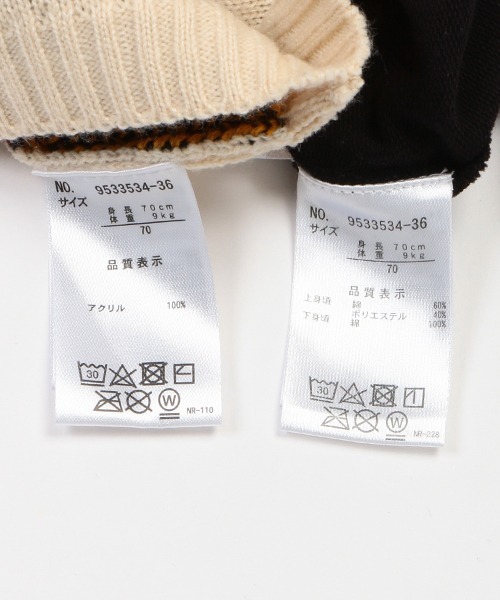 NO. 9533534-36
サイズ
身長 70cm
体重 9kg
70
品質表示
アクリル 100%
30
W
NR-110
NO. 9533534-36
サイズ
身長 70cm
体重 9kg
70
品質表示
上身頃 綿 60%
ポリエステル 40%
下身頃 綿 100%
30
W
NR-228